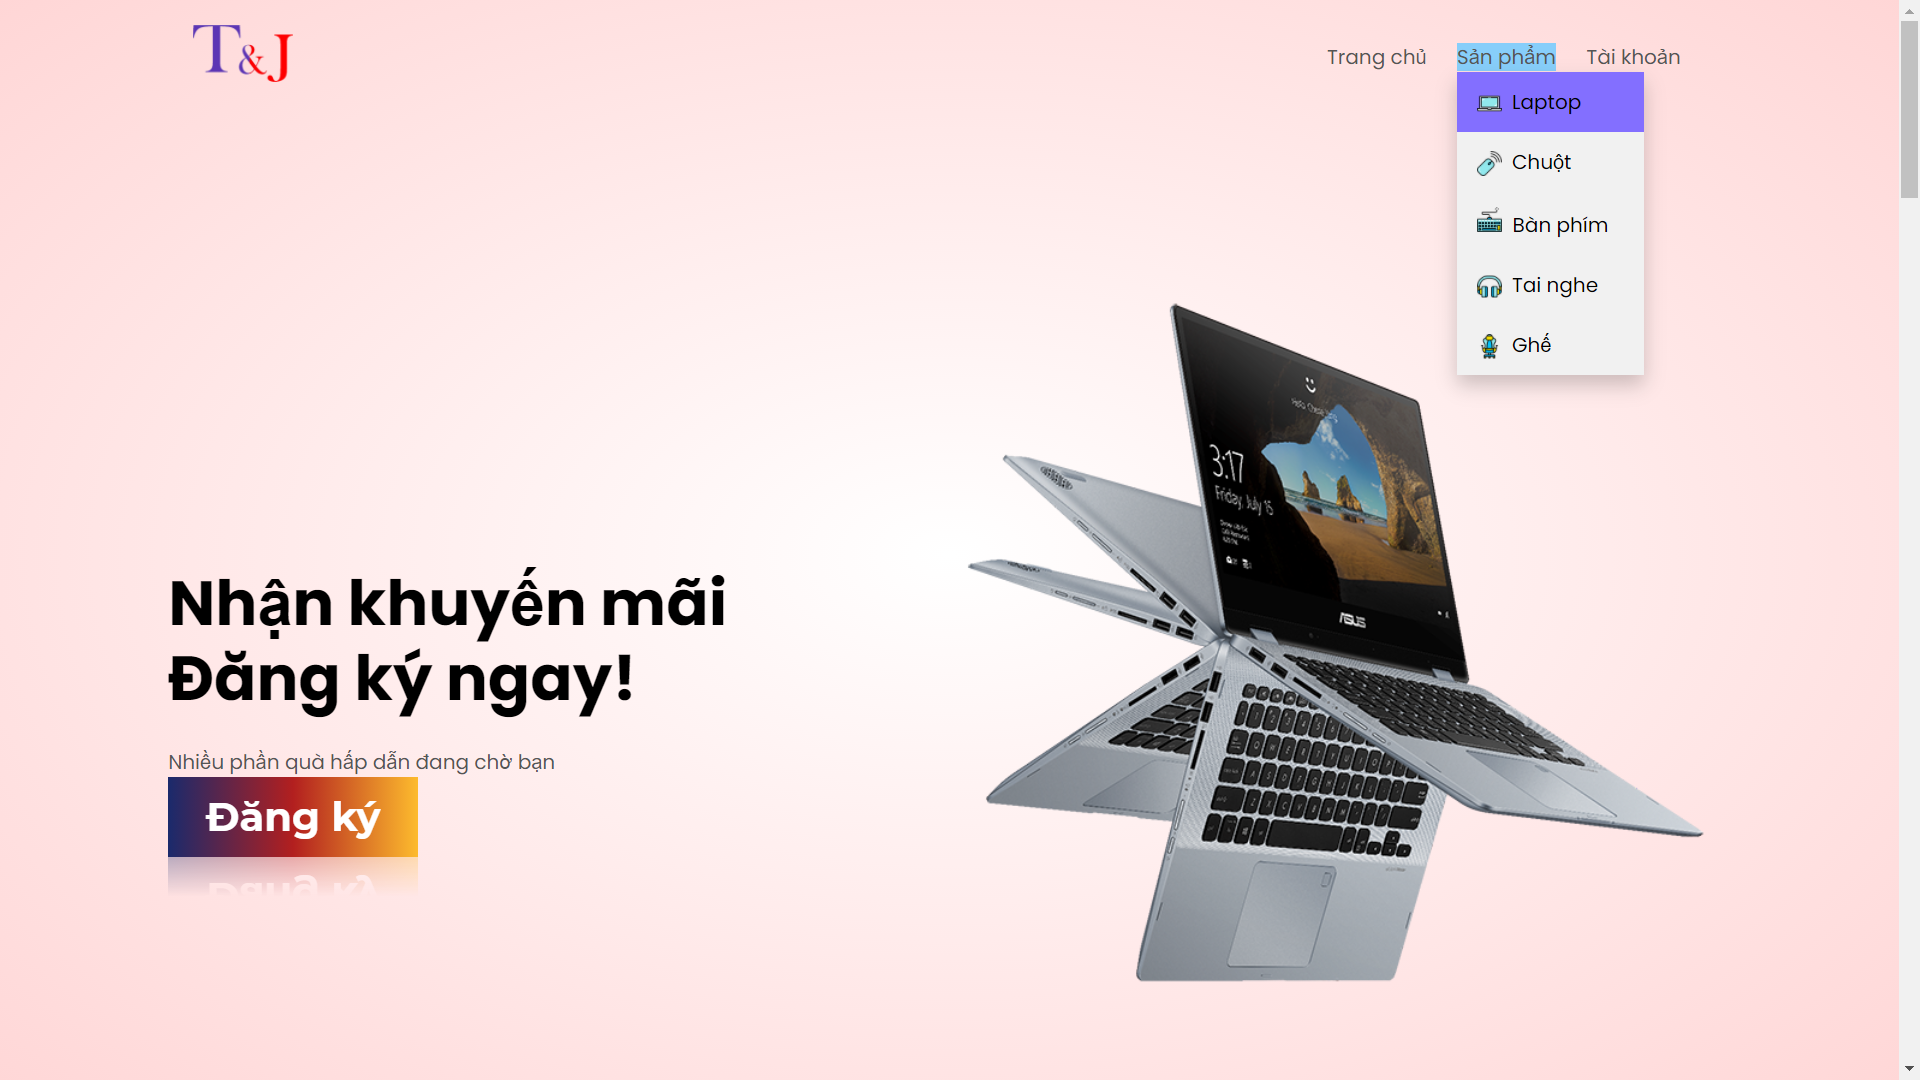 T&J
Trang chủ
Sản phẩm
Tài khoản
Laptop
Chuột
Bàn phím
Tai nghe
Ghế
3:17
Friday, July 15
ASUS
Nhận khuyến mãi
Đăng ký ngay!
Nhiều phần quà hấp dẫn đang chờ bạn
Đăng ký